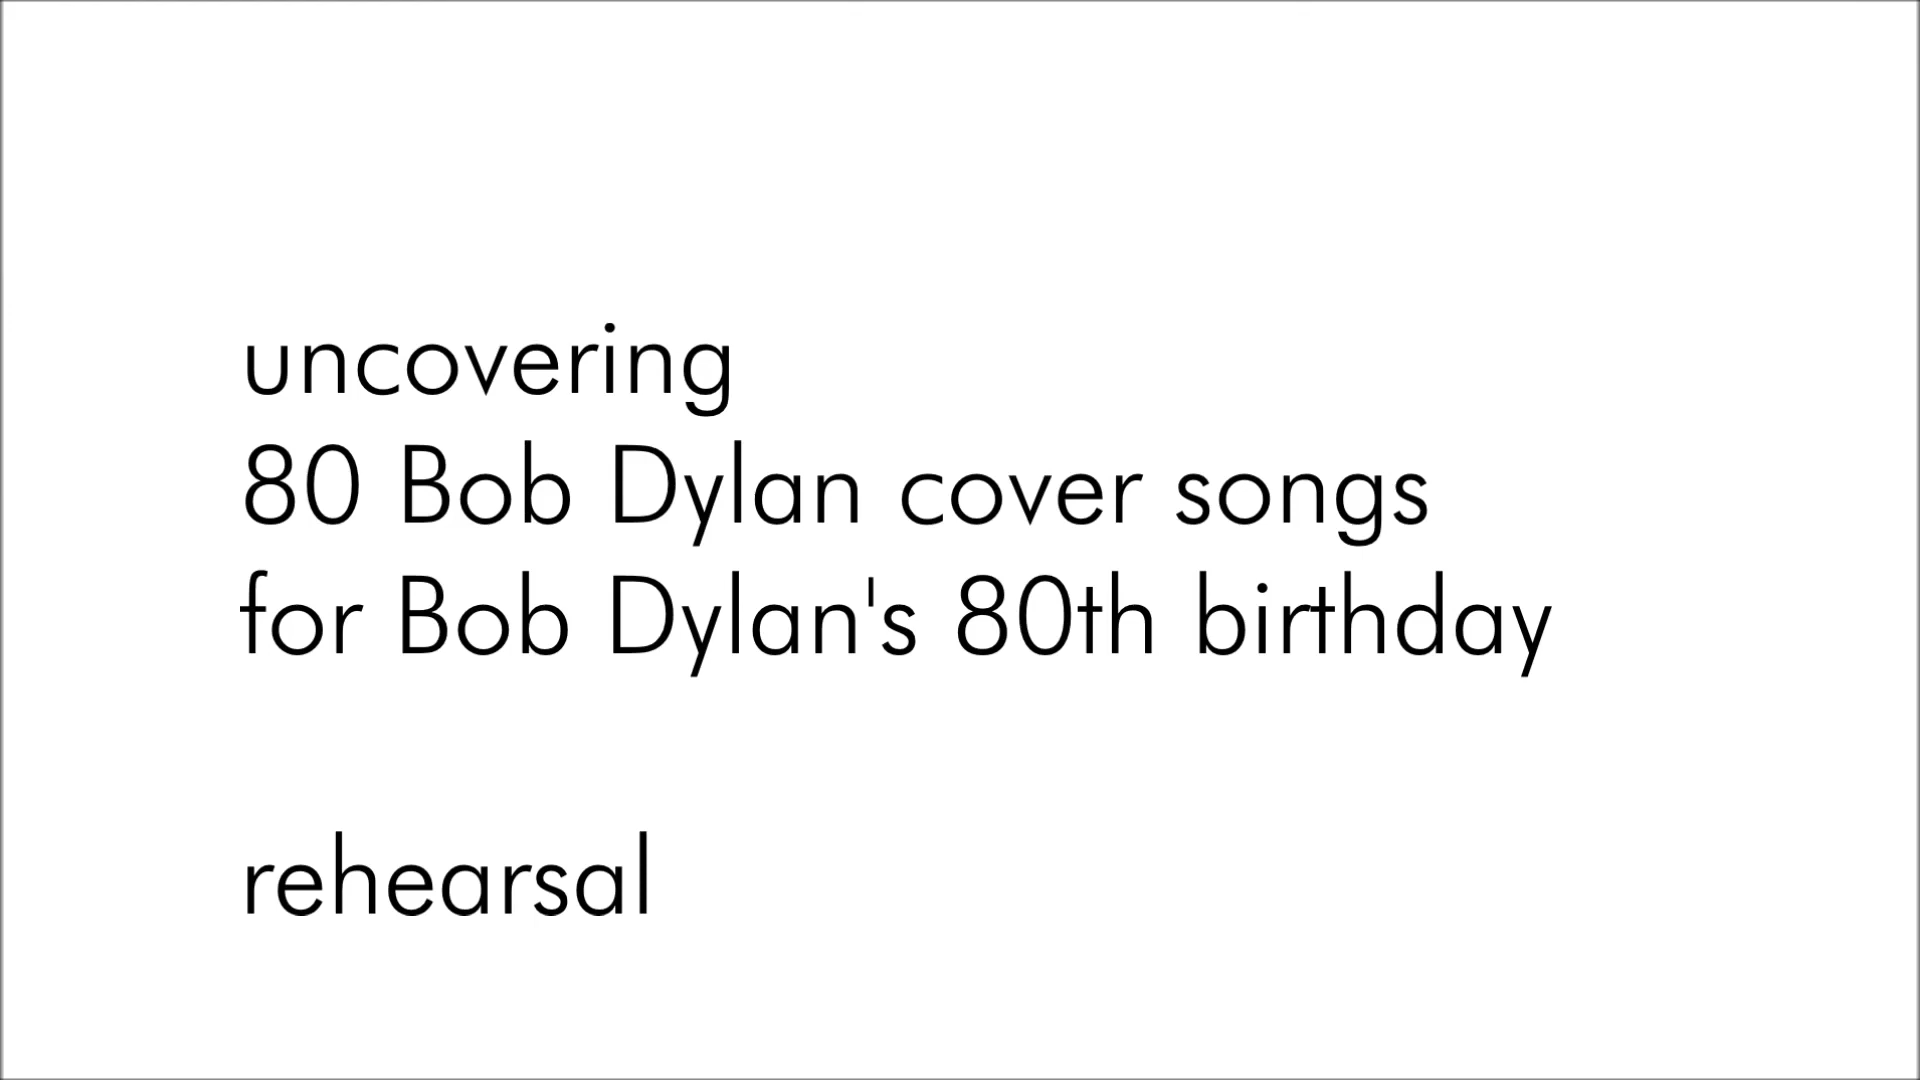 uncovering
80 Bob Dylan cover songs
for Bob Dylan's 80th birthday
rehearsal